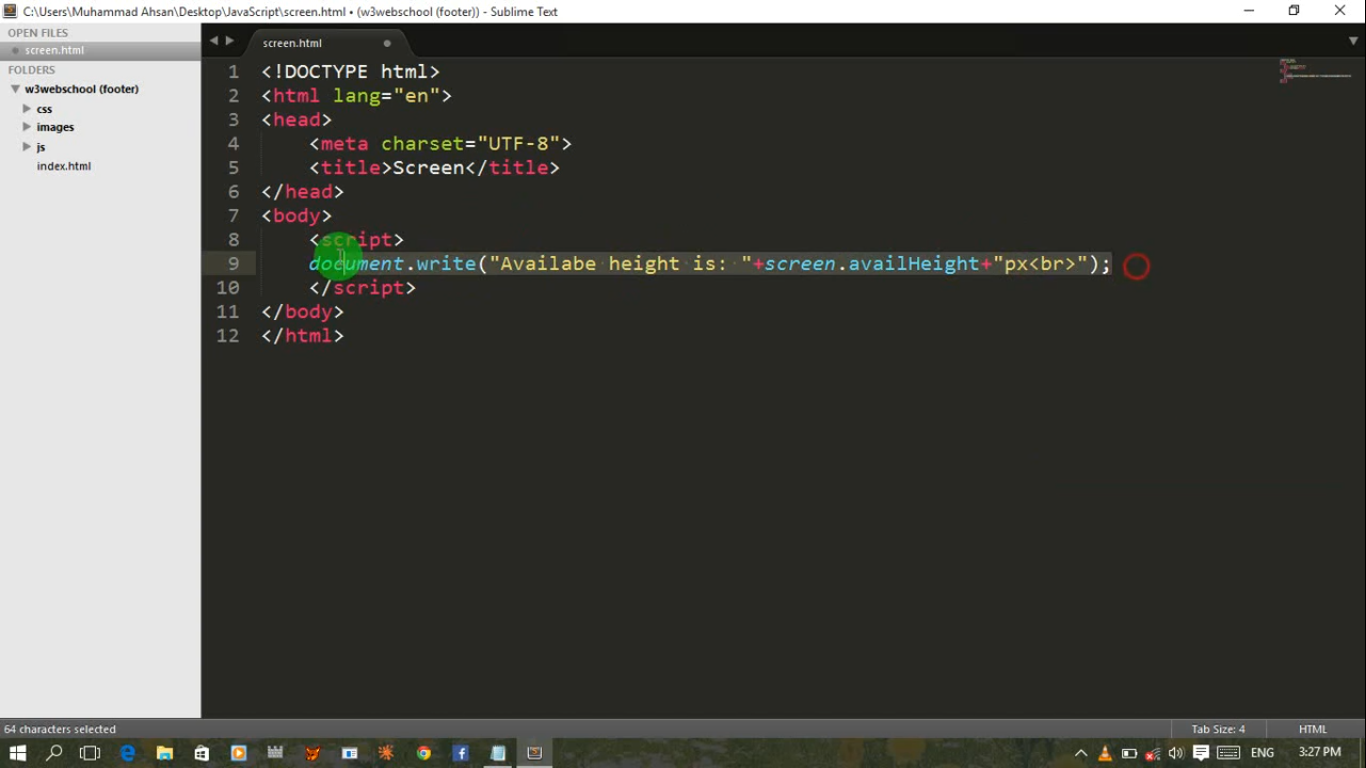 C:\Users\Muhammad Ahsan\Desktop\JavaScript\screen.html • (w3webschool (footer)) - Sublime Text
OPEN FILES
screen.html
FOLDERS
w3webschool (footer)
css
images
js
index.html
screen.html
1 <!DOCTYPE html>
2 <html lang="en">
3 <head>
4 <meta charset="UTF-8">
5 <title>Screen</title>
6 </head>
7 <body>
8 <script>
9 document.write("Availabe height is: "+screen.availHeight+"px<br>");
10 </script>
11 </body>
12 </html>
64 characters selected
Tab Size: 4
HTML
ENG
3:27 PM